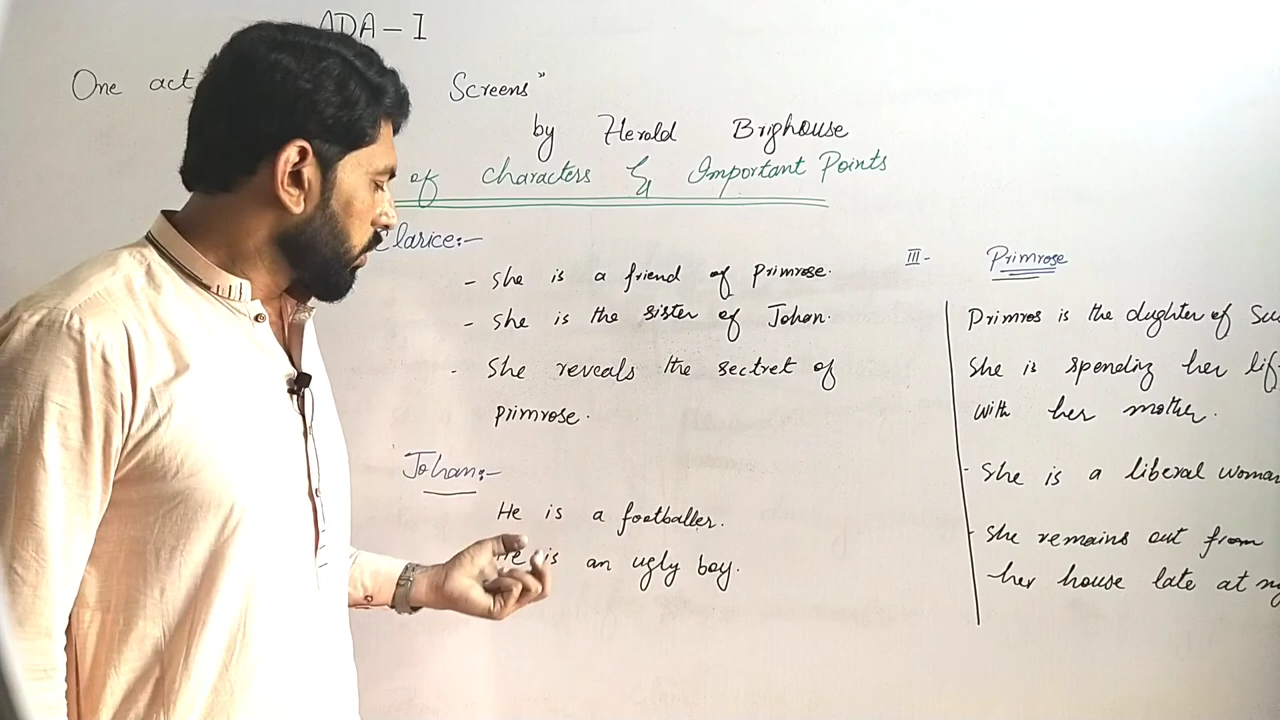 ADA - I
One act Screens"
by Herold Brighouse
of characters & Important Points
Clarice:-
- She is a friend of Primrose.
- She is the sister of Johan.
- She reveals the sectret of
primrose.
Johan:-
He is a footballer.
He is an ugly boy.
III- Primrose
Primros is the dughter of
She is spending her
with her mother.
- She is a liberal woman
- She remains out from
her house late at